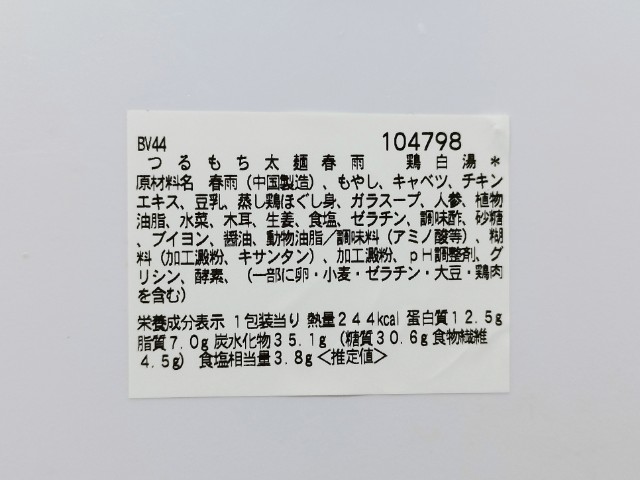 BV44 104798
つるもち太麺春雨 鶏白湯*
原材料名 春雨(中国製造)、もやし、キャベツ、チキン
エキス、豆乳、蒸し鶏ほぐし身、ガラスープ、人参、植物
油脂、水菜、木耳、生姜、食塩、ゼラチン、調味酢、砂糖
、ブイヨン、醤油、動物油脂/調味料(アミノ酸等)、糊
料(加工澱粉、キサンタン)、加工澱粉、pH調整剤、グ
リシン、酵素、(一部に卵・小麦・ゼラチン・大豆・鶏肉
を含む)
栄養成分表示 1包装当り 熱量244kcal 蛋白質12.5g
脂質7.0g 炭水化物35.1g (糖質30.6g 食物繊維
4.5g) 食塩相当量3.8g<推定値>